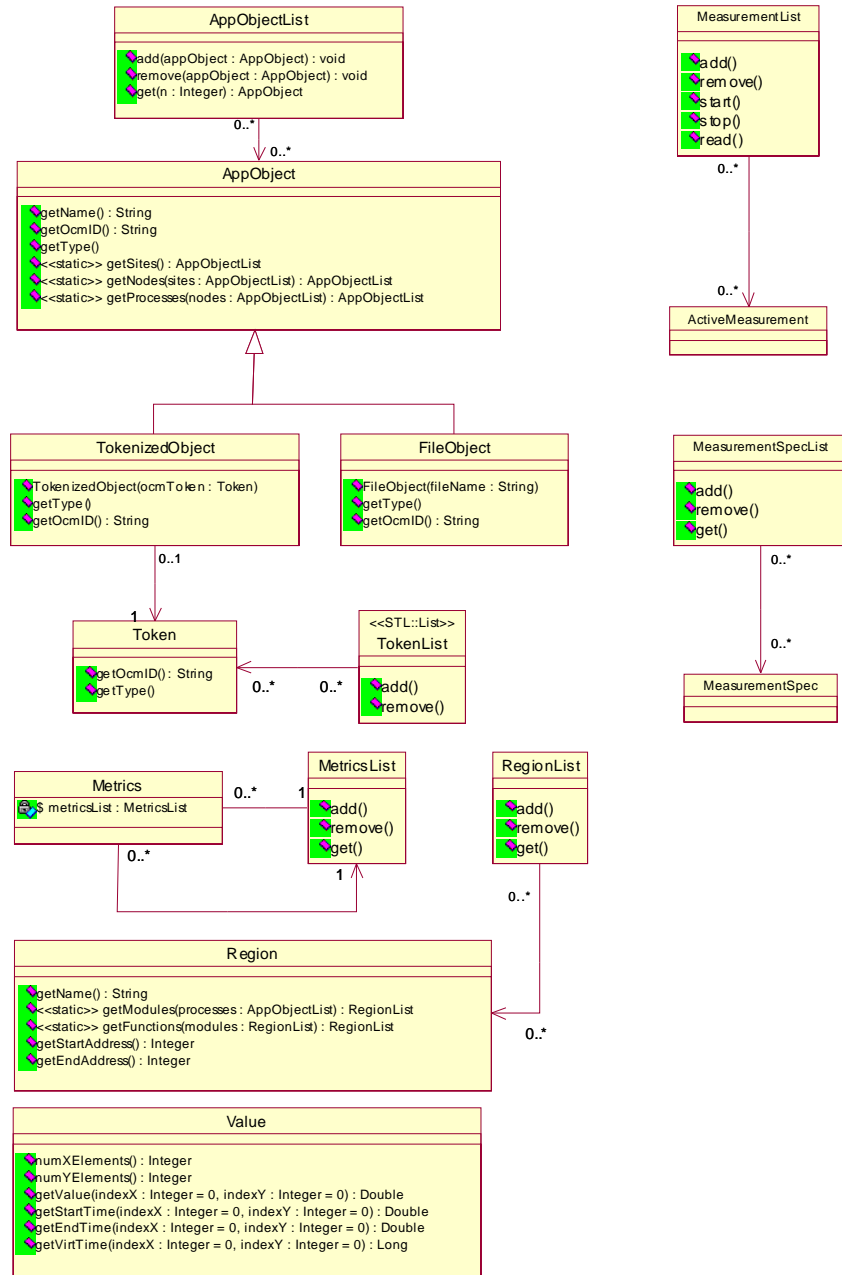 AppObjectList
add(appObject : AppObject) : void
remove(appObject : AppObject) : void
get(n : Integer) : AppObject
0..*
0..*
AppObject
getName() : String
getOcmID() : String
getType()
<<static>> getSites() : AppObjectList
<<static>> getNodes(sites : AppObjectList) : AppObjectList
<<static>> getProcesses(nodes : AppObjectList) : AppObjectList
MeasurementList
add()
remove()
start()
stop()
read()
0..*
0..*
ActiveMeasurement
TokenizedObject
TokenizedObject(ocmToken : Token)
getType()
getOcmID() : String
FileObject
FileObject(fileName : String)
getType()
getOcmID() : String
MeasurementSpecList
add()
remove()
get()
0..*
0..*
MeasurementSpec
0..1
1
Token
getOcmID() : String
getType()
0..*
0..*
<<STL::List>>
TokenList
add()
remove()
Metrics
$ metricsList : MetricsList
0..*
1
0..*
1
MetricsList
add()
remove()
get()
RegionList
add()
remove()
get()
0..*
0..*
Region
getName() : String
<<static>> getModules(processes : AppObjectList) : RegionList
<<static>> getFunctions(modules : RegionList) : RegionList
getStartAddress() : Integer
getEndAddress() : Integer
Value
numXElements() : Integer
numYElements() : Integer
getValue(indexX : Integer = 0, indexY : Integer = 0) : Double
getStartTime(indexX : Integer = 0, indexY : Integer = 0) : Double
getEndTime(indexX : Integer = 0, indexY : Integer = 0) : Double
getVirtTime(indexX : Integer = 0, indexY : Integer = 0) : Long